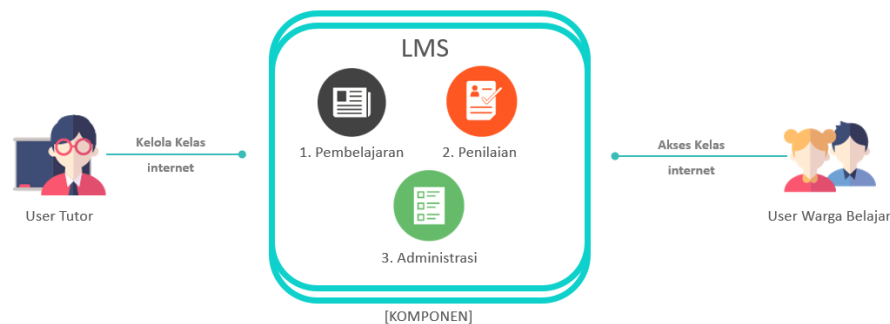 LMS
1. Pembelajaran
2. Penilaian
3. Administrasi
Kelola Kelas
internet
User Tutor
Akses Kelas
internet
User Warga Belajar
[KOMPONEN]